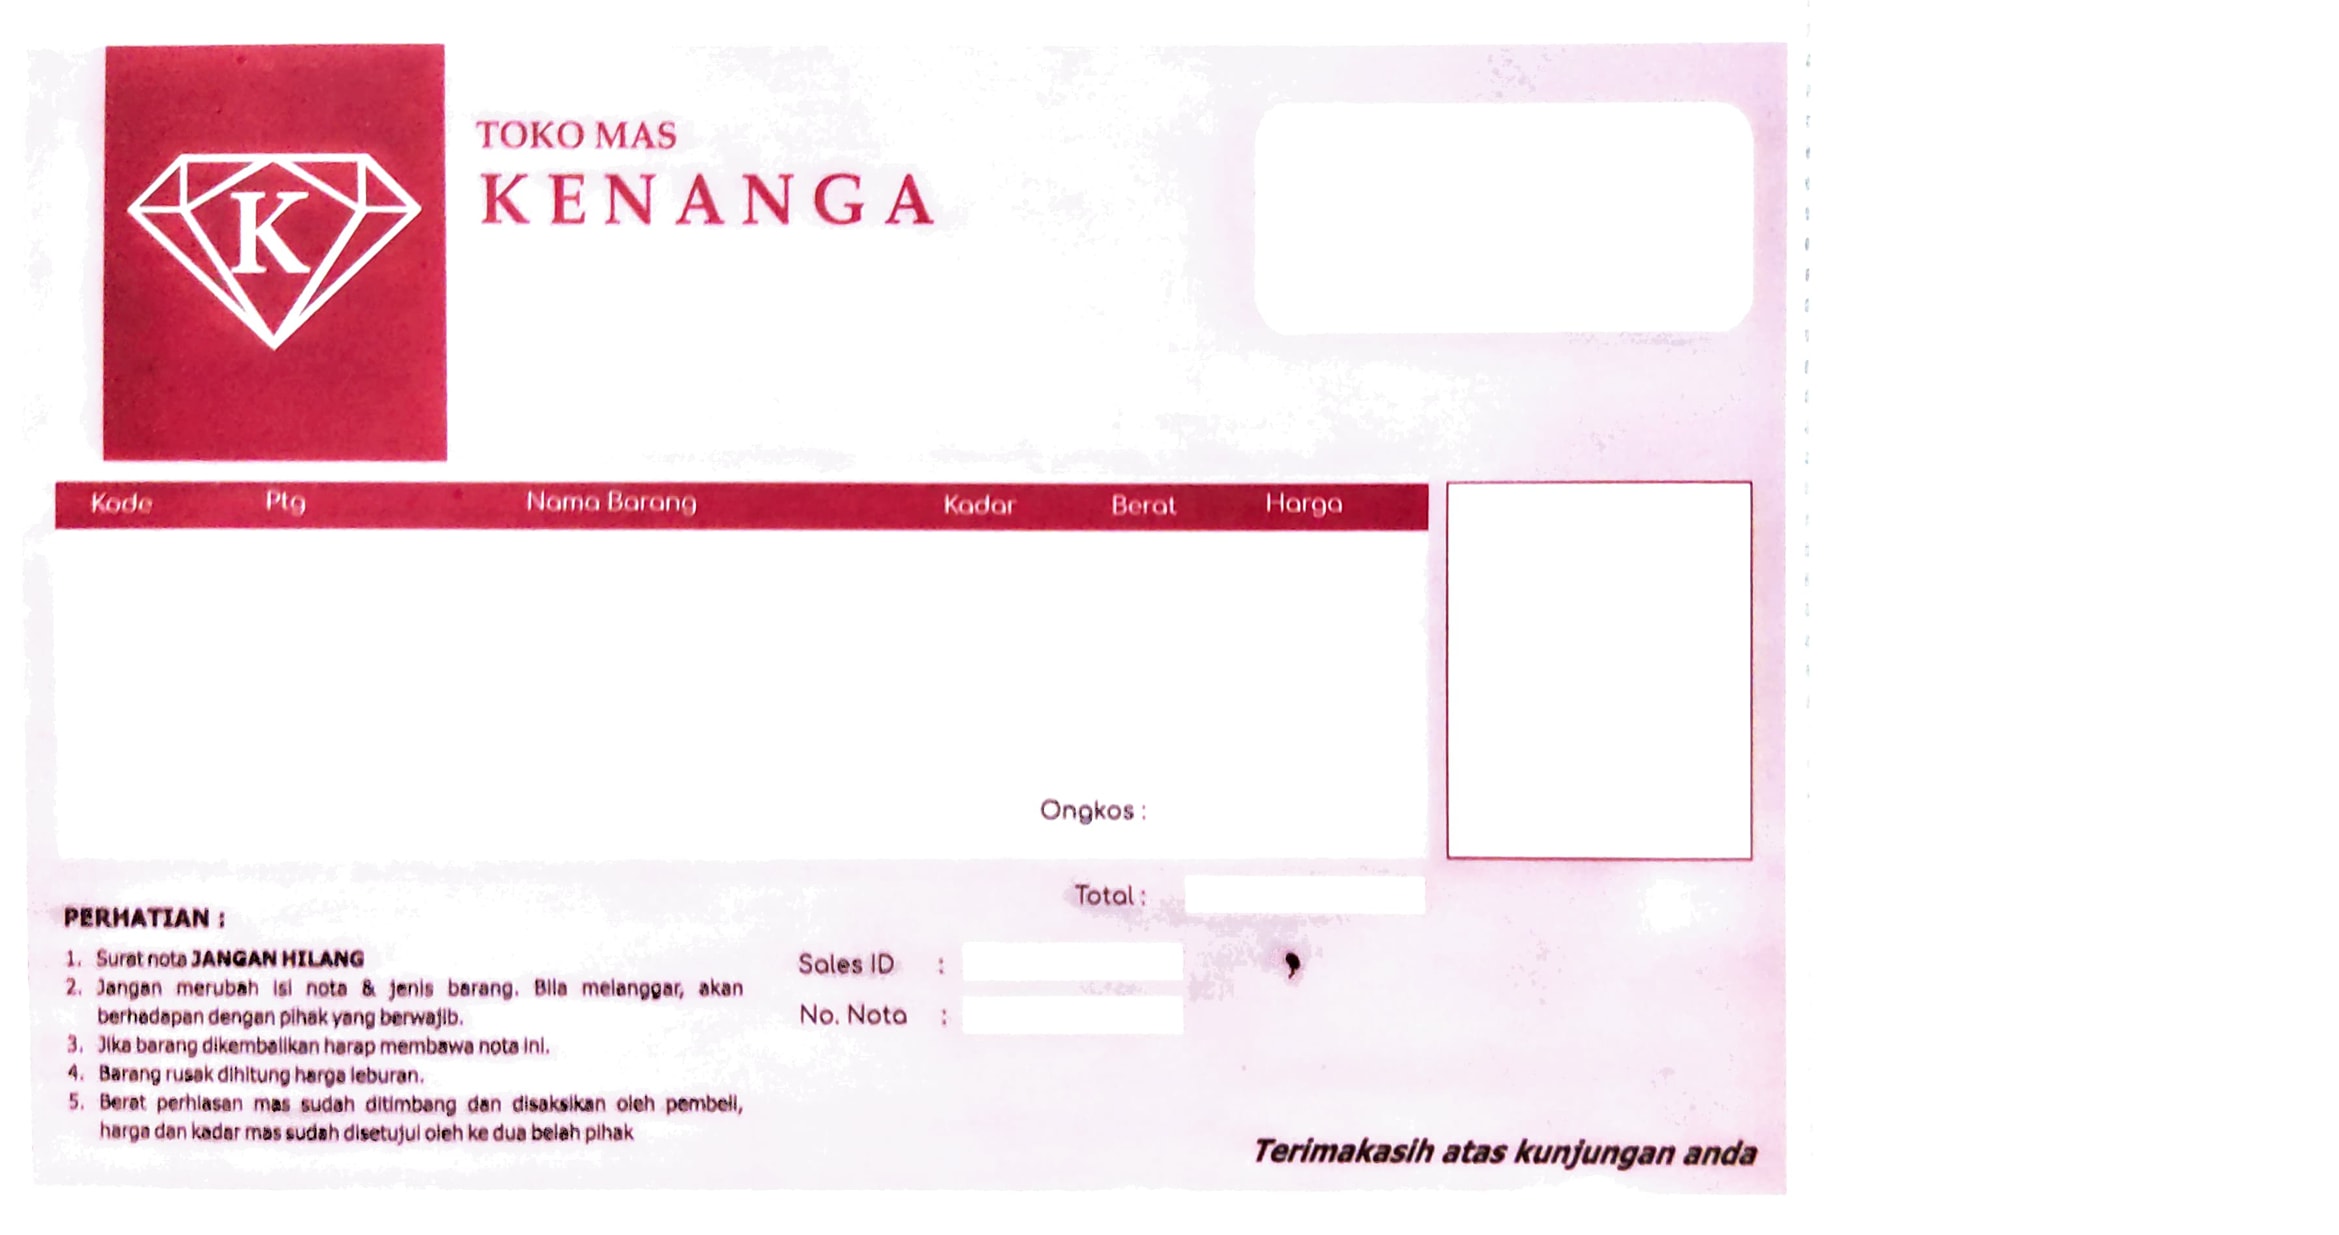 K
TOKO MAS
KENANGA
Kode Ptg Nama Barang Kadar Berat Harga
Ongkos :
Total :
PERHATIAN :
1. Surat nota JANGAN HILANG
2. Jangan merubah isi nota & jenis barang. Bila melanggar, akan
berhadapan dengan pihak yang berwajib.
3. Jika barang dikembalikan harap membawa nota ini.
4. Barang rusak dihitung harga leburan.
5. Berat perhiasan mas sudah ditimbang dan disaksikan oleh pembeli,
harga dan kadar mas sudah disetujui oleh ke dua belah pihak
Sales ID :
No. Nota :
Terimakasih atas kunjungan anda